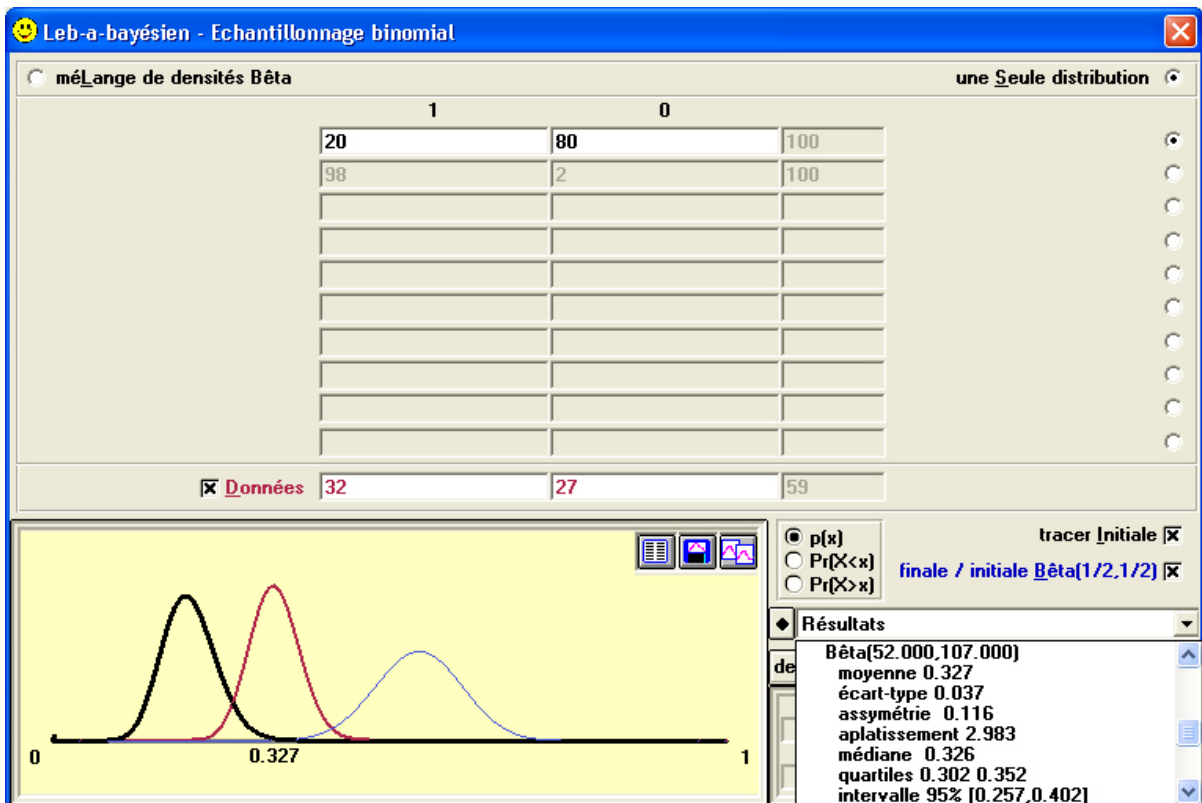 Leb-a-bayésien - Echantillonnage binomial
méLange de densités Bêta une Seule distribution
1 0
20 80 100
98 2 100
Données 32 27 59
p(x)
Pr(X<x)
Pr(X>x)
tracer Initiale
finale / initiale Bêta(1/2,1/2)
Résultats
de
Bêta(52.000,107.000)
moyenne 0.327
écart-type 0.037
assymétrie 0.116
aplatissement 2.983
médiane 0.326
quartiles 0.302 0.352
intervalle 95% [0.257,0.402]
0 0.327 1